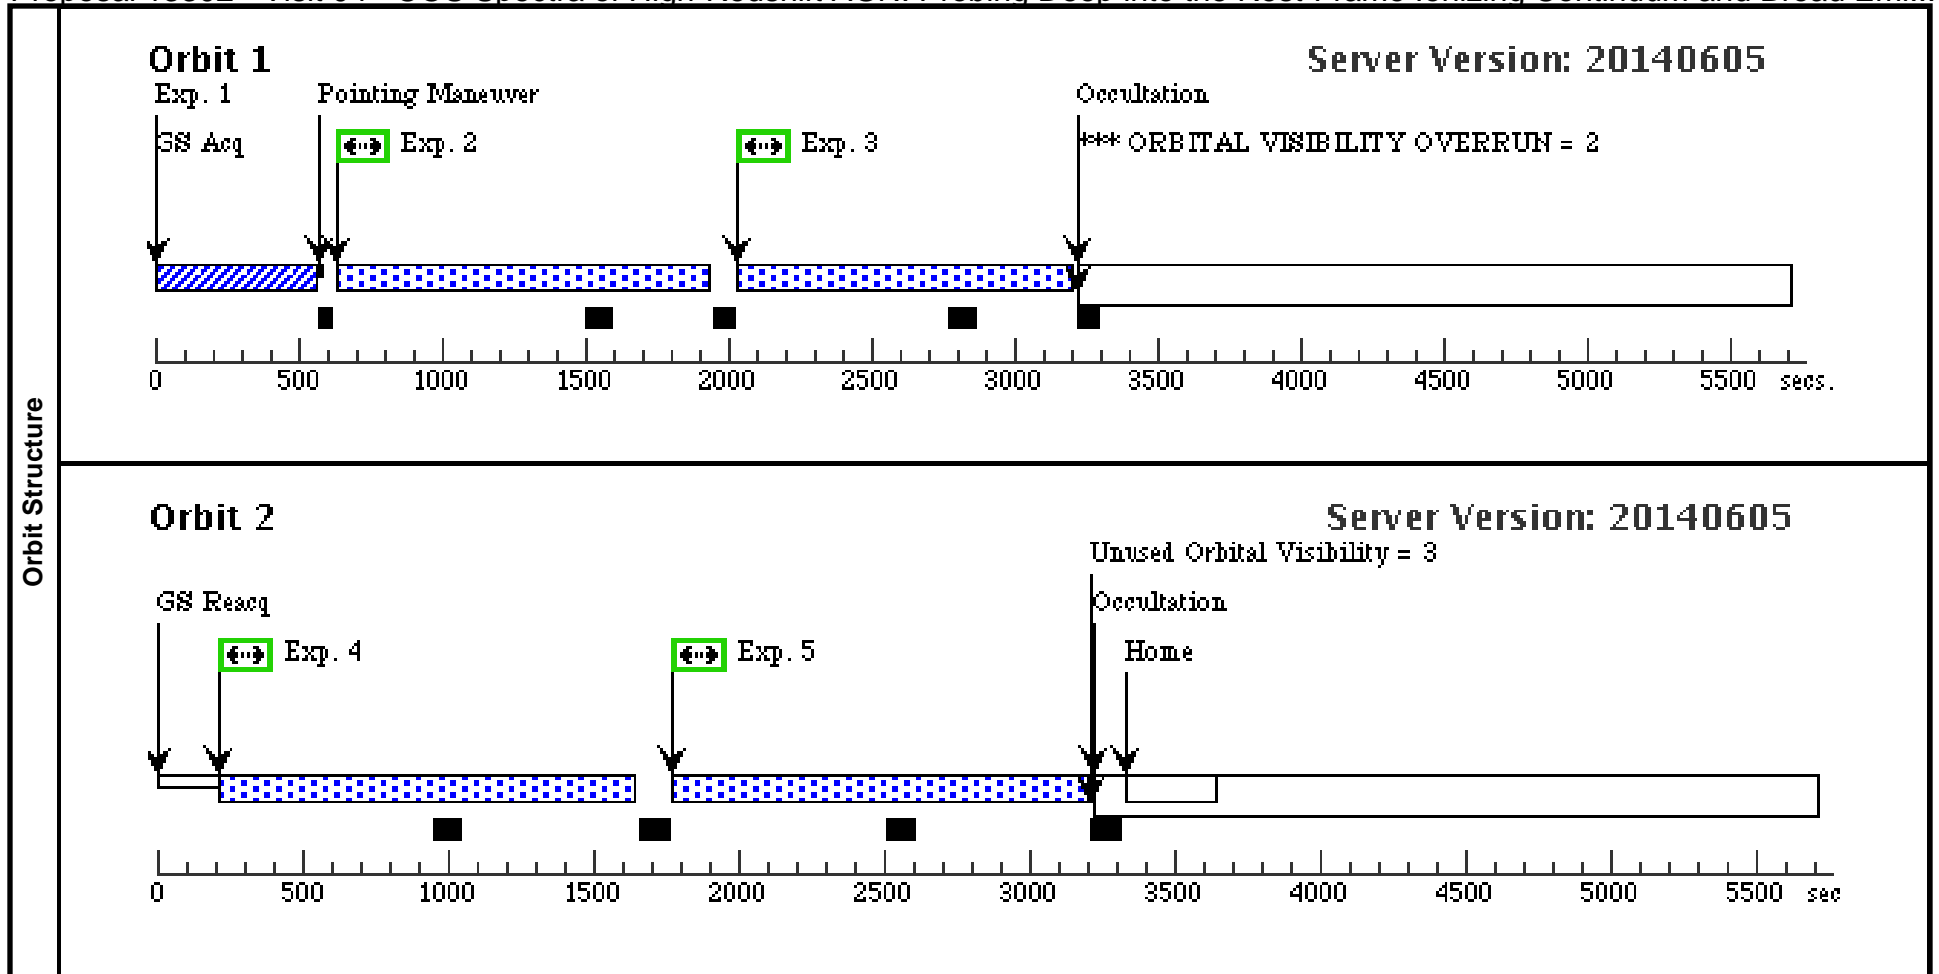 Orbit Structure
Orbit 1
Server Version: 20140605
Exp. 1
Pointing Maneuver
Occultation
GS Acq
Exp. 2
Exp. 3
*** ORBITAL VISIBILITY OVERRUN = 2
0 500 1000 1500 2000 2500 3000 3500 4000 4500 5000 5500 secs.
Orbit 2
Server Version: 20140605
Unused Orbital Visibility = 3
GS Reacq
Occultation
Exp. 4
Exp. 5
Home
0 500 1000 1500 2000 2500 3000 3500 4000 4500 5000 5500 sec